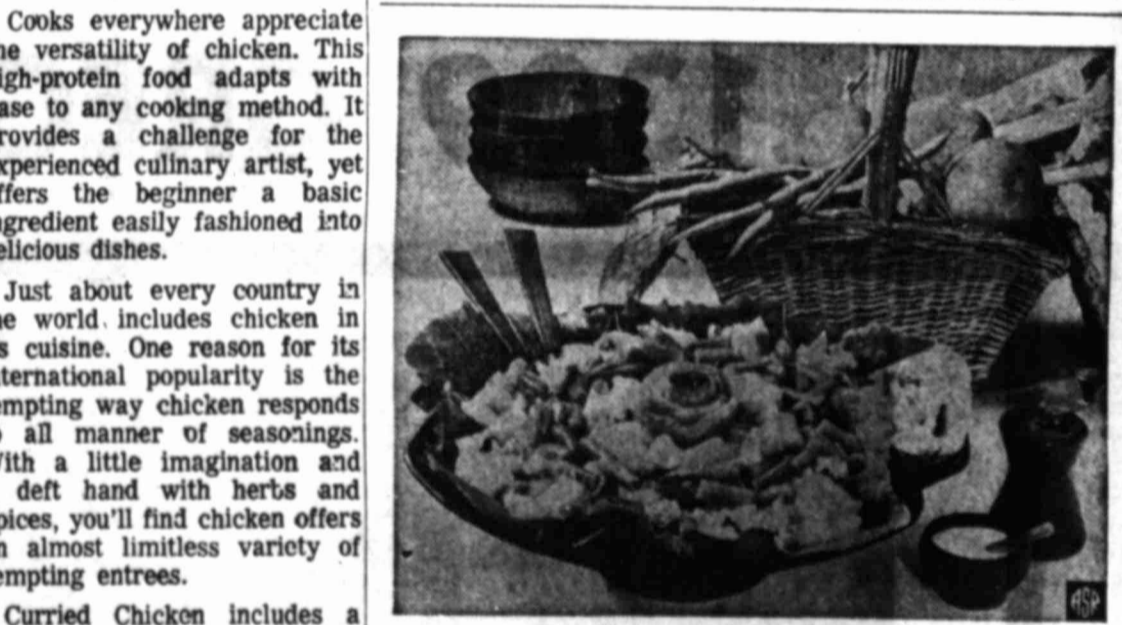 Cooks everywhere appreciate
he versatility of chicken. This
igh-protein food adapts with
ase to any cooking method. It
rovides a challenge for the
xperienced culinary artist, yet
ffers the beginner a basic
ngredient easily fashioned into
elicious dishes.
Just about every country in
he world includes chicken in
s cuisine. One reason for its
nternational popularity is the
empting way chicken responds
o all manner of seasonings.
With a little imagination and
deft hand with herbs and
pices, you'll find chicken offers
n almost limitless variety of
empting entrees.
Curried Chicken includes a
ASR